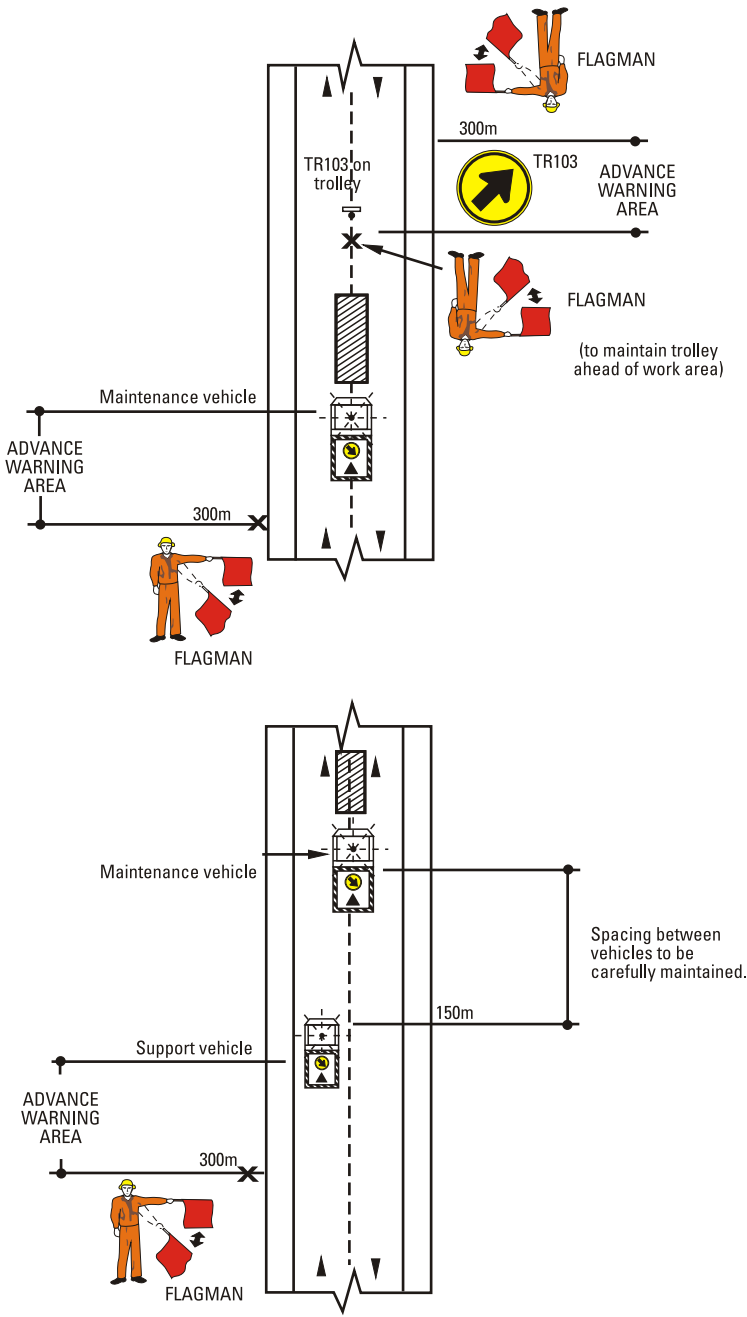 FLAGMAN
300m
TR103 on
trolley
TR103
ADVANCE
WARNING
AREA
FLAGMAN
(to maintain trolley
ahead of work area)
Maintenance vehicle
ADVANCE
WARNING
AREA
300m
FLAGMAN
Maintenance vehicle
Spacing between
vehicles to be
carefully maintained.
150m
Support vehicle
ADVANCE
WARNING
AREA
300m
FLAGMAN